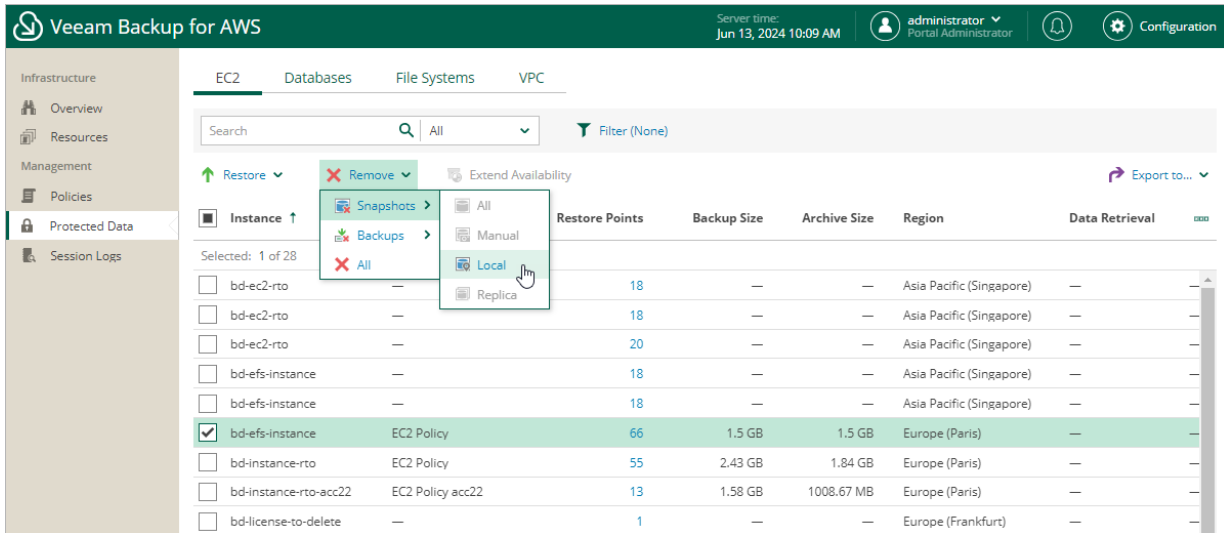 Veeam Backup for AWS
Server time:
Jun 13, 2024 10:09 AM
administrator
Portal Administrator
Configuration
Infrastructure
Overview
Resources
Management
Policies
Protected Data
Session Logs
EC2 Databases File Systems VPC
Search All Filter (None)
Restore Remove Extend Availability Export to...
Snapshots
Backups
All
All
Manual
Local
Replica
Instance Restore Points Backup Size Archive Size Region Data Retrieval
Selected: 1 of 28
bd-ec2-rto — 18 — — Asia Pacific (Singapore) — —
bd-ec2-rto — 18 — — Asia Pacific (Singapore) — —
bd-ec2-rto — 20 — — Asia Pacific (Singapore) — —
bd-efs-instance — 18 — — Asia Pacific (Singapore) — —
bd-efs-instance — 18 — — Asia Pacific (Singapore) — —
bd-efs-instance EC2 Policy 66 1.5 GB 1.5 GB Europe (Paris) — —
bd-instance-rto EC2 Policy 55 2.43 GB 1.84 GB Europe (Paris) — —
bd-instance-rto-acc22 EC2 Policy acc22 13 1.58 GB 1008.67 MB Europe (Paris) — —
bd-license-to-delete — 1 — — Europe (Frankfurt) — —